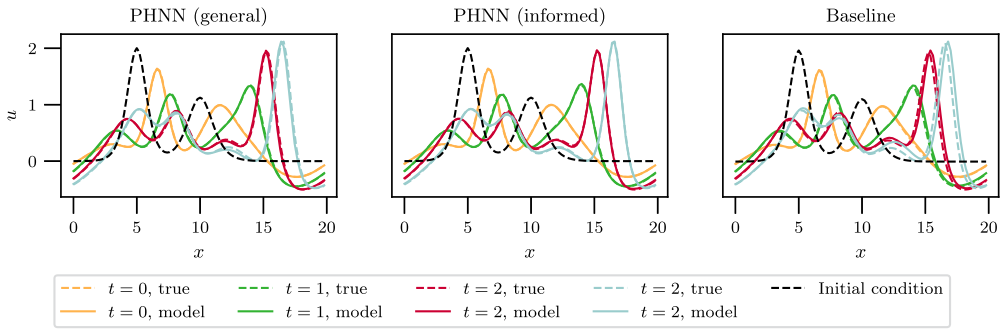 PHNN (general)
PHNN (informed)
Baseline
u
2
1
0
0 5 10 15 20
0 5 10 15 20
0 5 10 15 20
x
x
x
t = 0, true t = 1, true t = 2, true t = 2, true Initial condition
t = 0, model t = 1, model t = 2, model t = 2, model